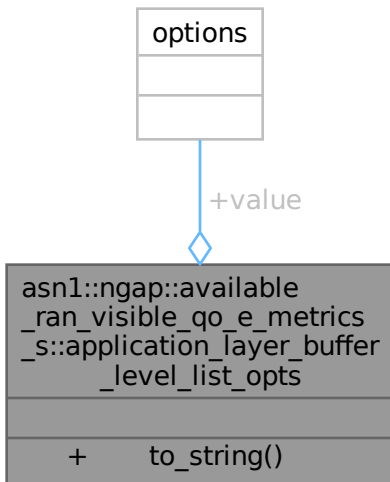 options
+value
asn1::ngap::available
_ran_visible_qo_e_metrics
_s::application_layer_buffer
_level_list_opts
+ to_string()